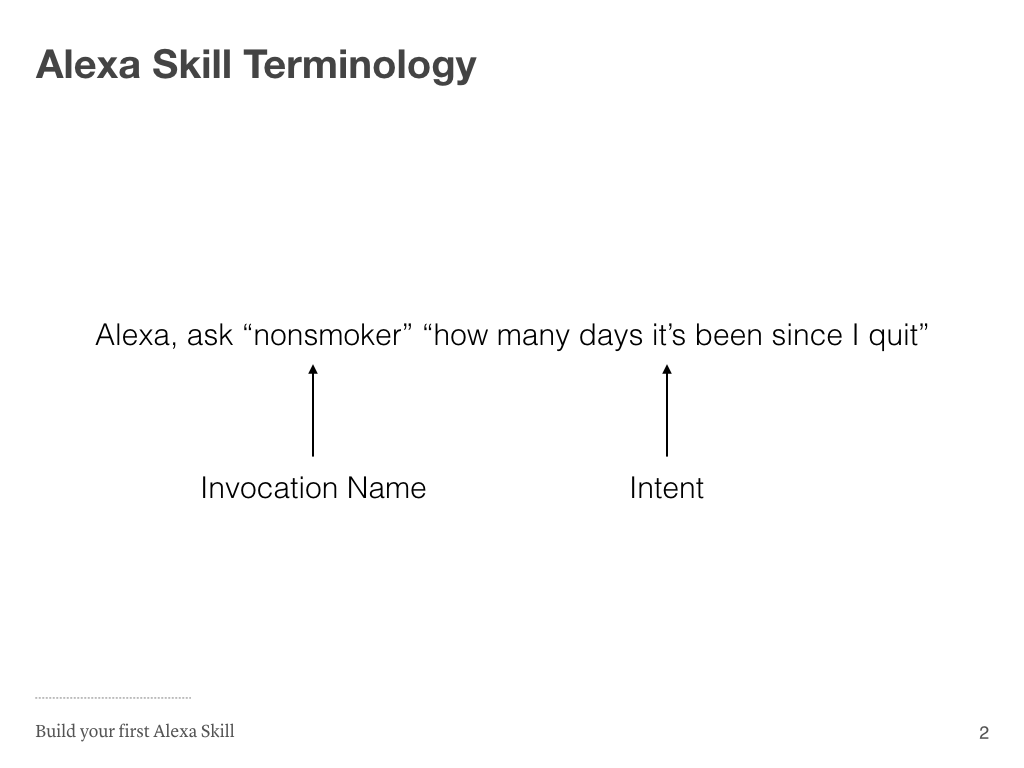 Alexa Skill Terminology
Alexa, ask “nonsmoker” “how many days it’s been since I quit”
Invocation Name
Intent
Build your first Alexa Skill
2